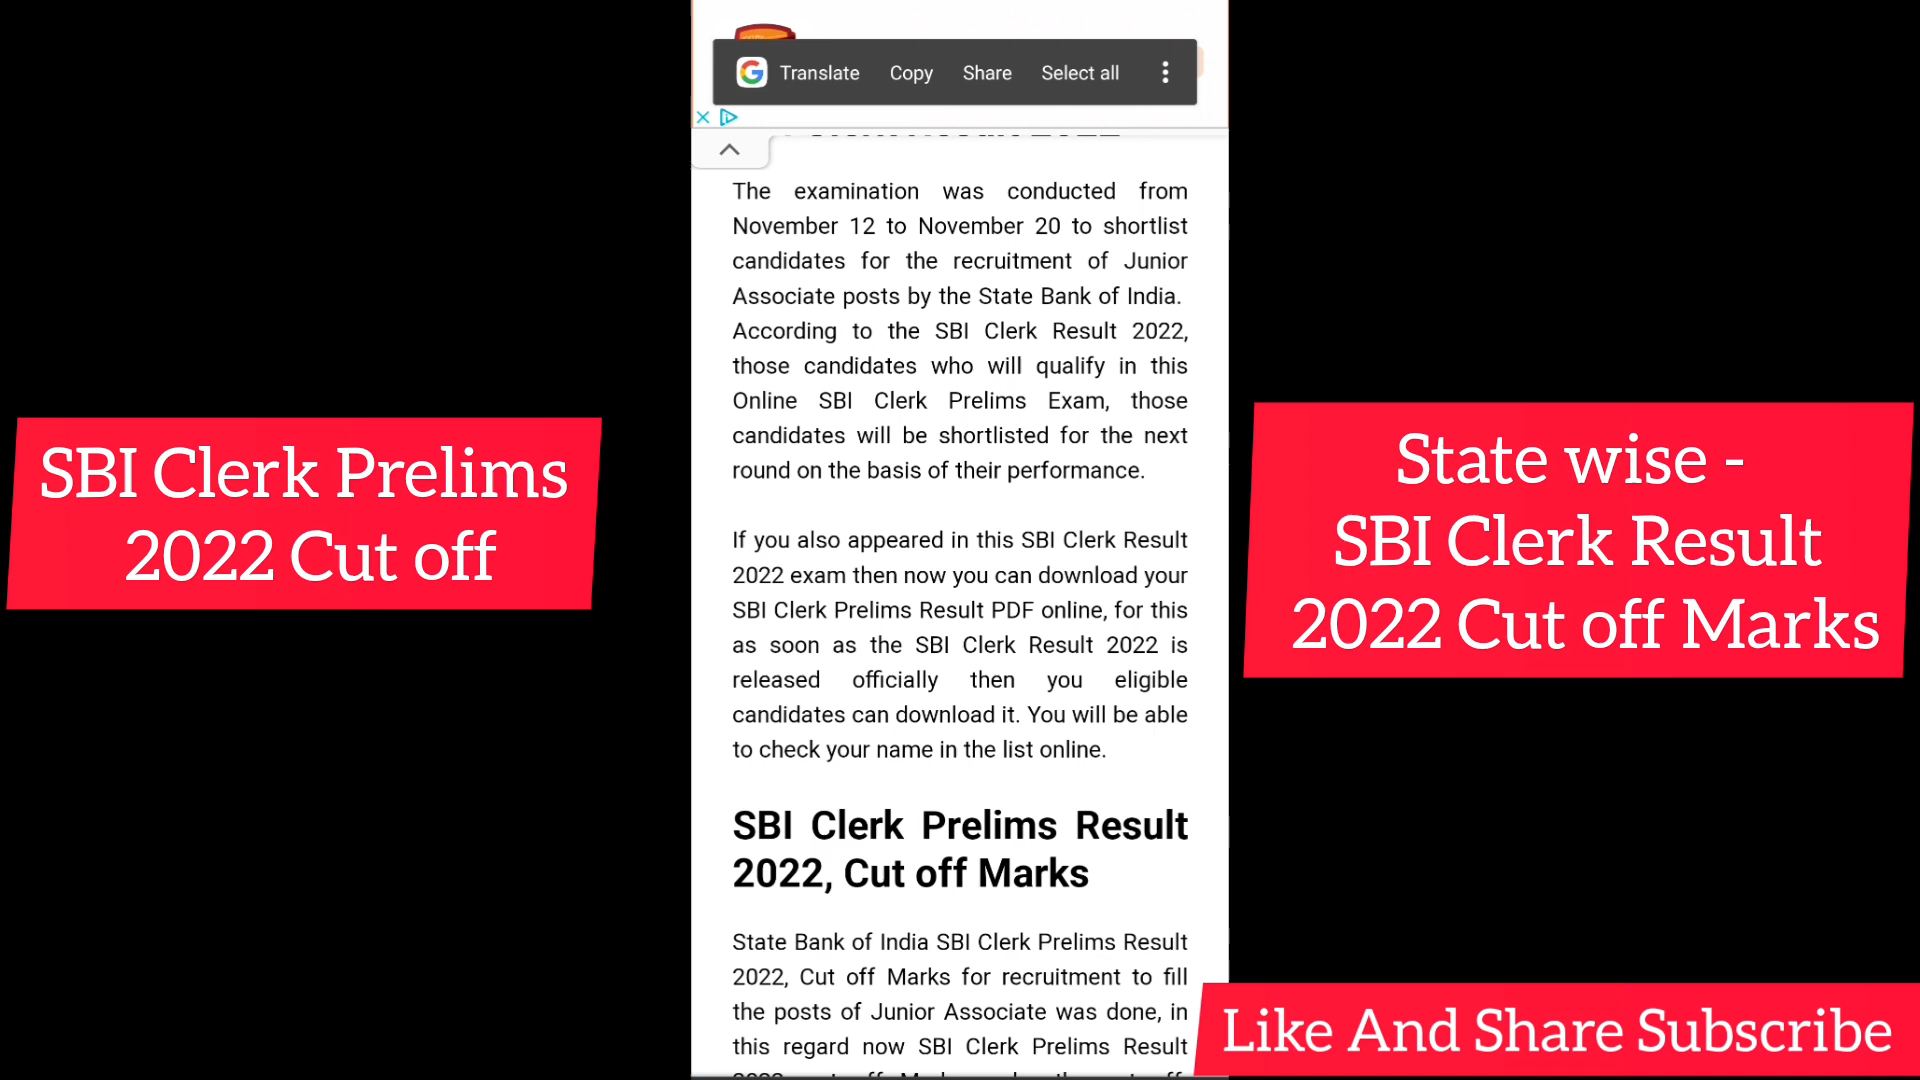 Translate Copy Share Select all
The examination was conducted from
November 12 to November 20 to shortlist
candidates for the recruitment of Junior
Associate posts by the State Bank of India.
According to the SBI Clerk Result 2022,
those candidates who will qualify in this
Online SBI Clerk Prelims Exam, those
candidates will be shortlisted for the next
round on the basis of their performance.
If you also appeared in this SBI Clerk Result
2022 exam then now you can download your
SBI Clerk Prelims Result PDF online, for this
as soon as the SBI Clerk Result 2022 is
released officially then you eligible
candidates can download it. You will be able
to check your name in the list online.
SBI Clerk Prelims Result
2022, Cut off Marks
State Bank of India SBI Clerk Prelims Result
2022, Cut off Marks for recruitment to fill
the posts of Junior Associate was done, in
this regard now SBI Clerk Prelims Result
SBI Clerk Prelims
2022 Cut off
State wise -
SBI Clerk Result
2022 Cut off Marks
Like And Share Subscribe